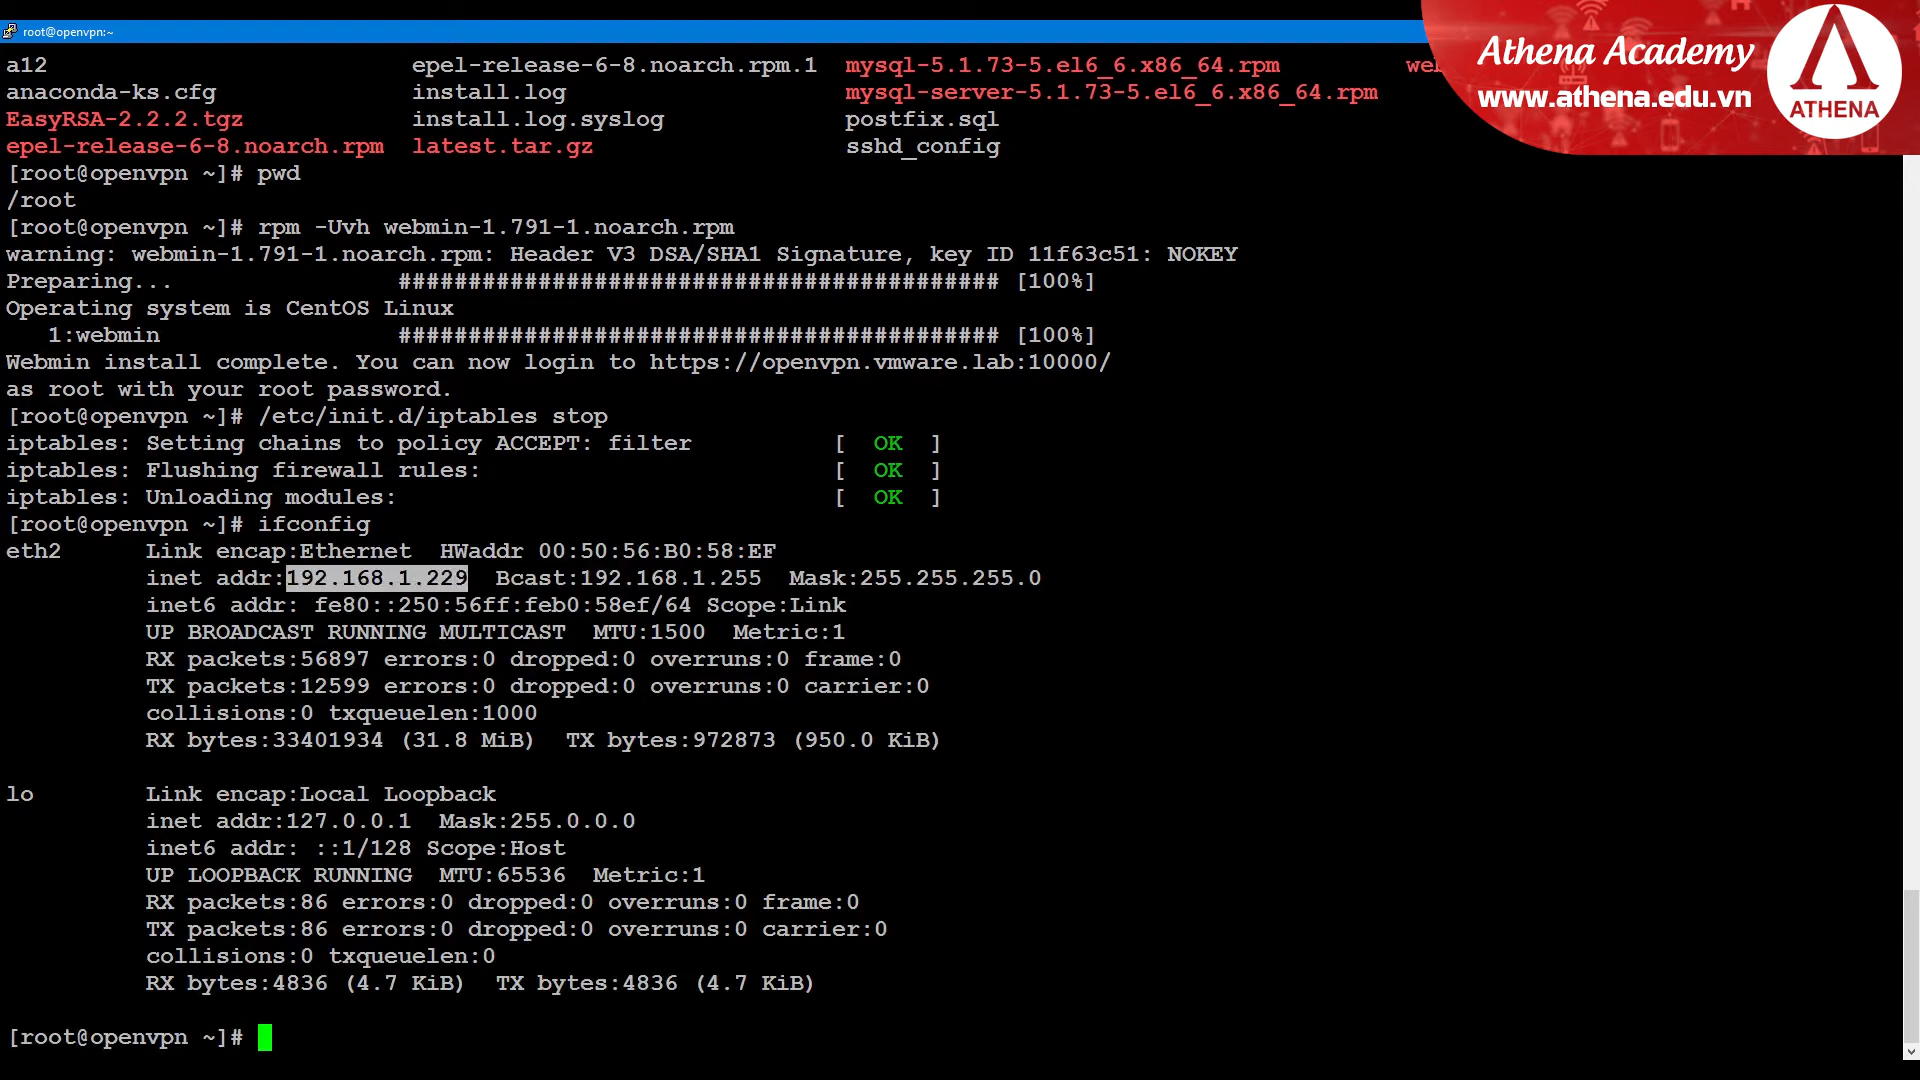 root@openvpn:~
Athena Academy
www.athena.edu.vn
ATHENA
a12 epel-release-6-8.noarch.rpm.1 mysql-5.1.73-5.el6_6.x86_64.rpm
anaconda-ks.cfg install.log mysql-server-5.1.73-5.el6_6.x86_64.rpm
EasyRSA-2.2.2.tgz install.log.syslog postfix.sql
epel-release-6-8.noarch.rpm latest.tar.gz sshd_config
[root@openvpn ~]# pwd
/root
[root@openvpn ~]# rpm -Uvh webmin-1.791-1.noarch.rpm
warning: webmin-1.791-1.noarch.rpm: Header V3 DSA/SHA1 Signature, key ID 11f63c51: NOKEY
Preparing... ########################################### [100%]
Operating system is CentOS Linux
1:webmin ########################################### [100%]
Webmin install complete. You can now login to https://openvpn.vmware.lab:10000/
as root with your root password.
[root@openvpn ~]# /etc/init.d/iptables stop
iptables: Setting chains to policy ACCEPT: filter [ OK ]
iptables: Flushing firewall rules: [ OK ]
iptables: Unloading modules: [ OK ]
[root@openvpn ~]# ifconfig
eth2 Link encap:Ethernet HWaddr 00:50:56:B0:58:EF
inet addr:192.168.1.229 Bcast:192.168.1.255 Mask:255.255.255.0
inet6 addr: fe80::250:56ff:feb0:58ef/64 Scope:Link
UP BROADCAST RUNNING MULTICAST MTU:1500 Metric:1
RX packets:56897 errors:0 dropped:0 overruns:0 frame:0
TX packets:12599 errors:0 dropped:0 overruns:0 carrier:0
collisions:0 txqueuelen:1000
RX bytes:33401934 (31.8 MiB) TX bytes:972873 (950.0 KiB)
lo Link encap:Local Loopback
inet addr:127.0.0.1 Mask:255.0.0.0
inet6 addr: ::1/128 Scope:Host
UP LOOPBACK RUNNING MTU:65536 Metric:1
RX packets:86 errors:0 dropped:0 overruns:0 frame:0
TX packets:86 errors:0 dropped:0 overruns:0 carrier:0
collisions:0 txqueuelen:0
RX bytes:4836 (4.7 KiB) TX bytes:4836 (4.7 KiB)
[root@openvpn ~]#